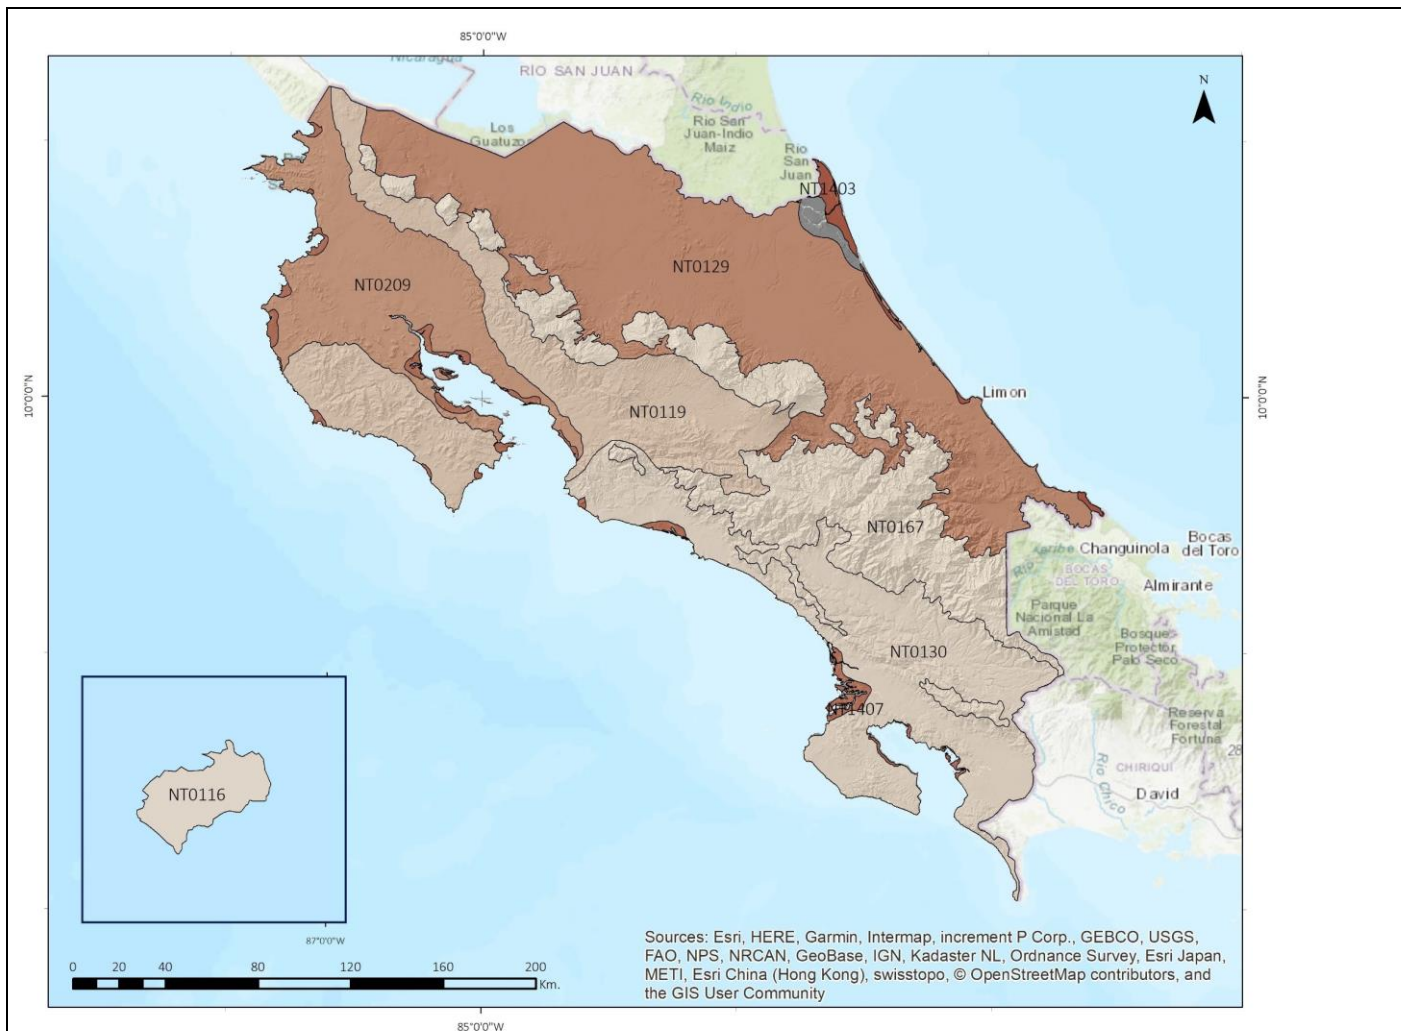 85°0'0"W
Nicaragua
RÍO SAN JUAN
N
Rio Indio
Los
Guatuzos
Rio San
Juan-Indio
Maiz
Rio
San
Juan
NT1403
NT0129
NT0209
10°0'0"N
10°0'0"N
Limon
NT0119
NT0167
Changuinola
Bocas
del Toro
BOCAS
DEL TORO
Almirante
Parque
Nacional La
Amistad
Bosque
Protector
Palo Seco
NT0130
NT1407
Reserva
Forestal
Fortuna
28
CHIRIQUI
Rio Chico
David
NT0116
87°0'0"W
Sources: Esri, HERE, Garmin, Intermap, increment P Corp., GEBCO, USGS,
FAO, NPS, NRCAN, GeoBase, IGN, Kadaster NL, Ordnance Survey, Esri Japan,
METI, Esri China (Hong Kong), swisstopo, © OpenStreetMap contributors, and
the GIS User Community
0 20 40 80 120 160 200
Km.
85°0'0"W